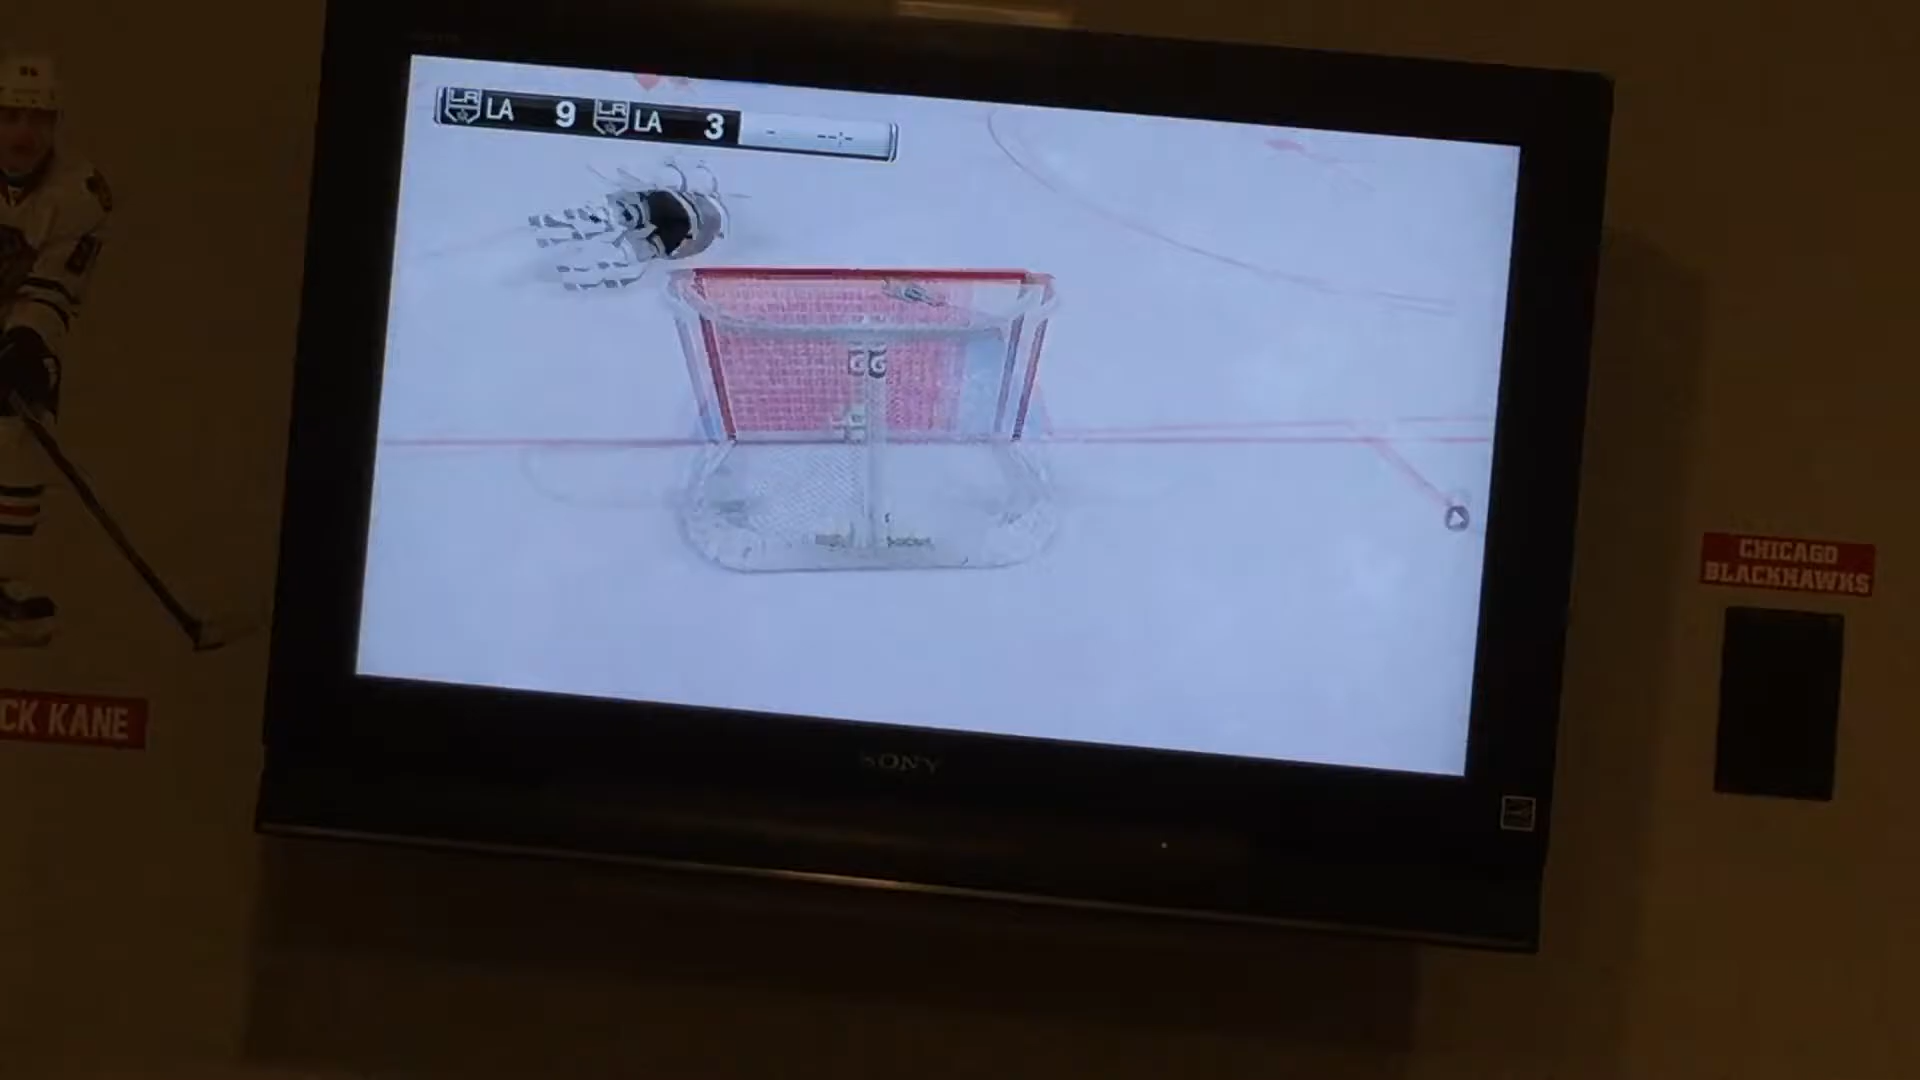 LA 9 LA 3
CK KANE
CHICAGO
BLACKHAWKS
SONY